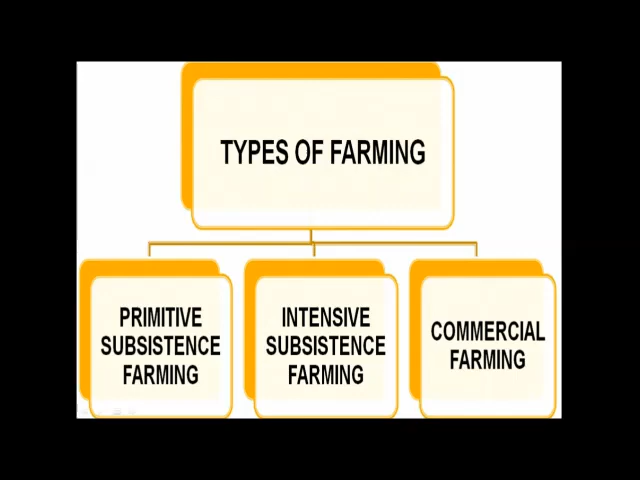 TYPES OF FARMING
PRIMITIVE
SUBSISTENCE
FARMING
INTENSIVE
SUBSISTENCE
FARMING
COMMERCIAL
FARMING